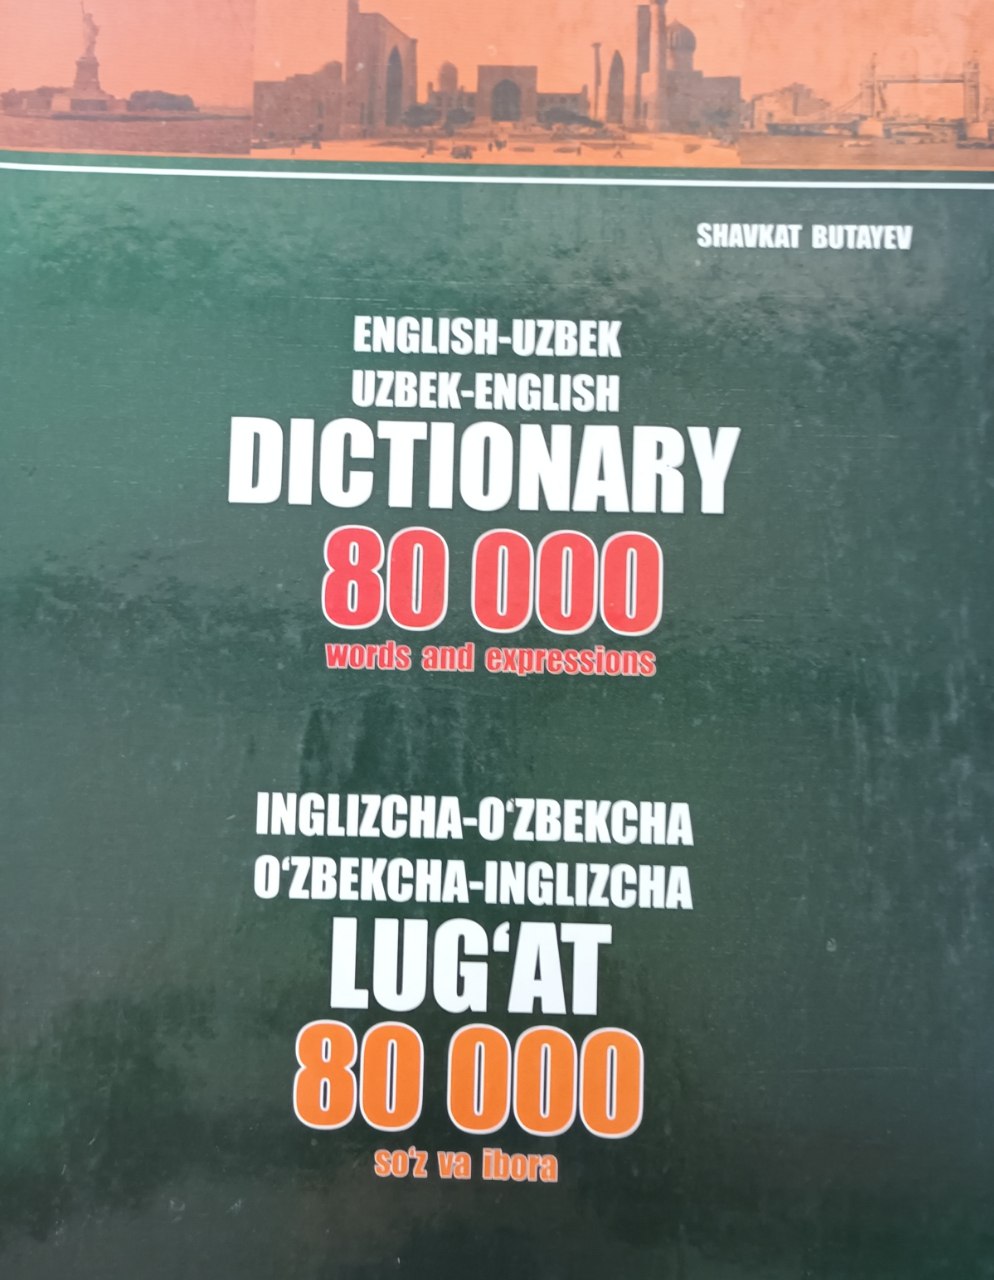 SHAVKAT BUTAYEV
ENGLISH-UZBEK
UZBEK-ENGLISH
DICTIONARY
80 000
words and expressions
INGLIZCHA-O‘ZBEKCHA
O‘ZBEKCHA-INGLIZCHA
LUG‘AT
80 000
so‘z va ibora